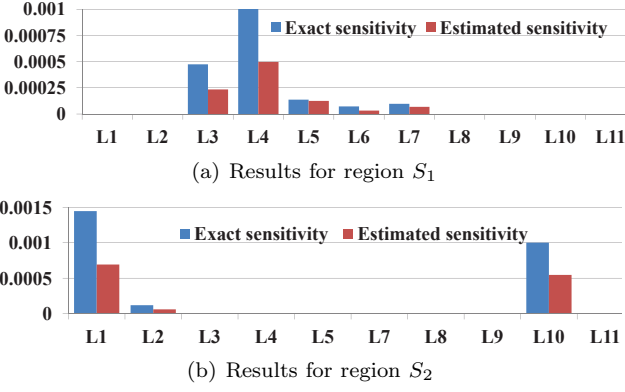 0.001
Exact sensitivity Estimated sensitivity
0.00075
0.0005
0.00025
0
L1 L2 L3 L4 L5 L6 L7 L8 L9 L10 L11
(a) Results for region S1
0.0015
Exact sensitivity Estimated sensitivity
0.001
0.0005
0
L1 L2 L3 L4 L5 L7 L8 L9 L10 L11
(b) Results for region S2